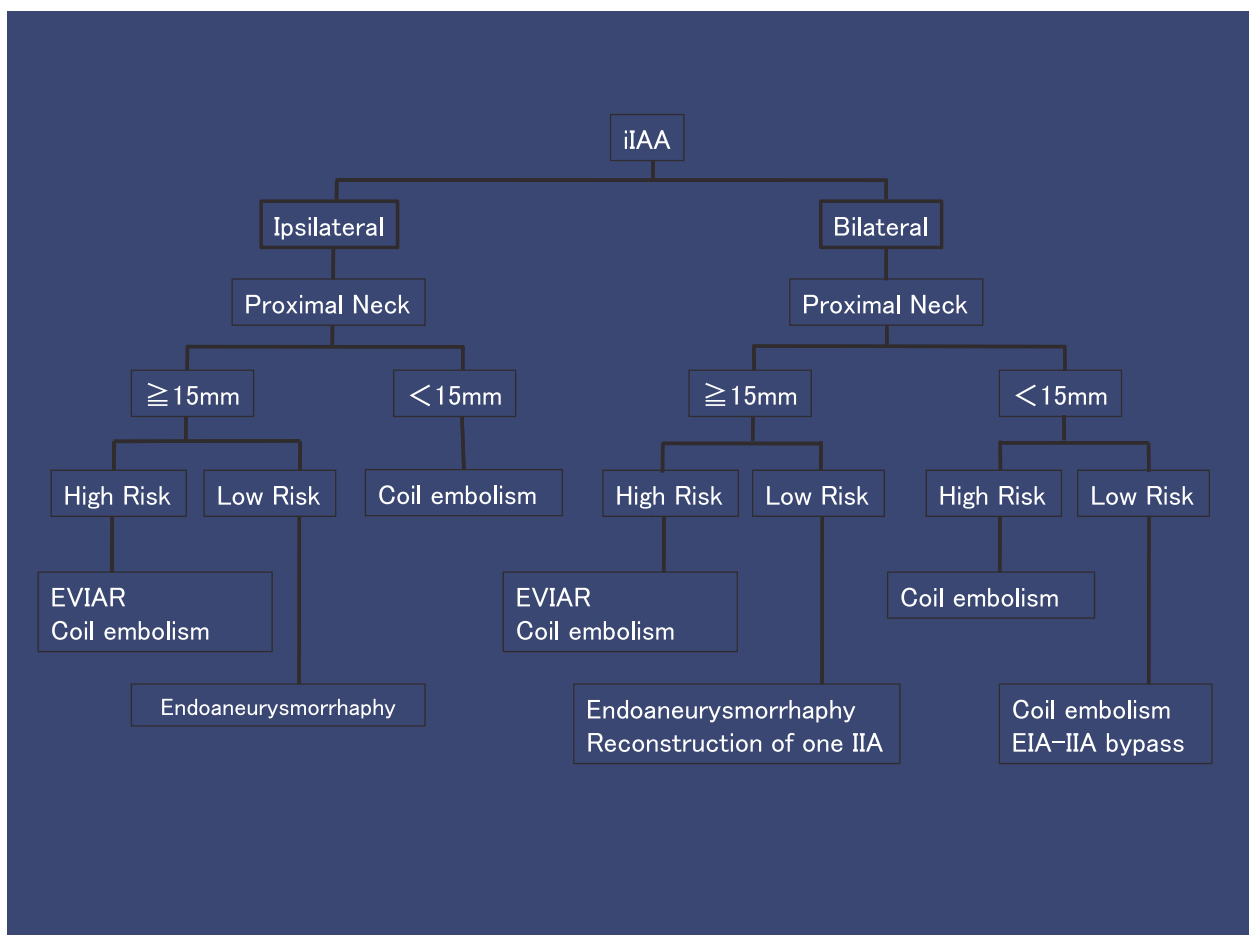 iIAA
Ipsilateral
Bilateral
Proximal Neck
Proximal Neck
≧15mm
<15mm
≧15mm
<15mm
High Risk
Low Risk
Coil embolism
High Risk
Low Risk
High Risk
Low Risk
EVIAR
Coil embolism
EVIAR
Coil embolism
Coil embolism
Endoaneurysmorrhaphy
Endoaneurysmorrhaphy
Reconstruction of one IIA
Coil embolism
EIA-IIA bypass